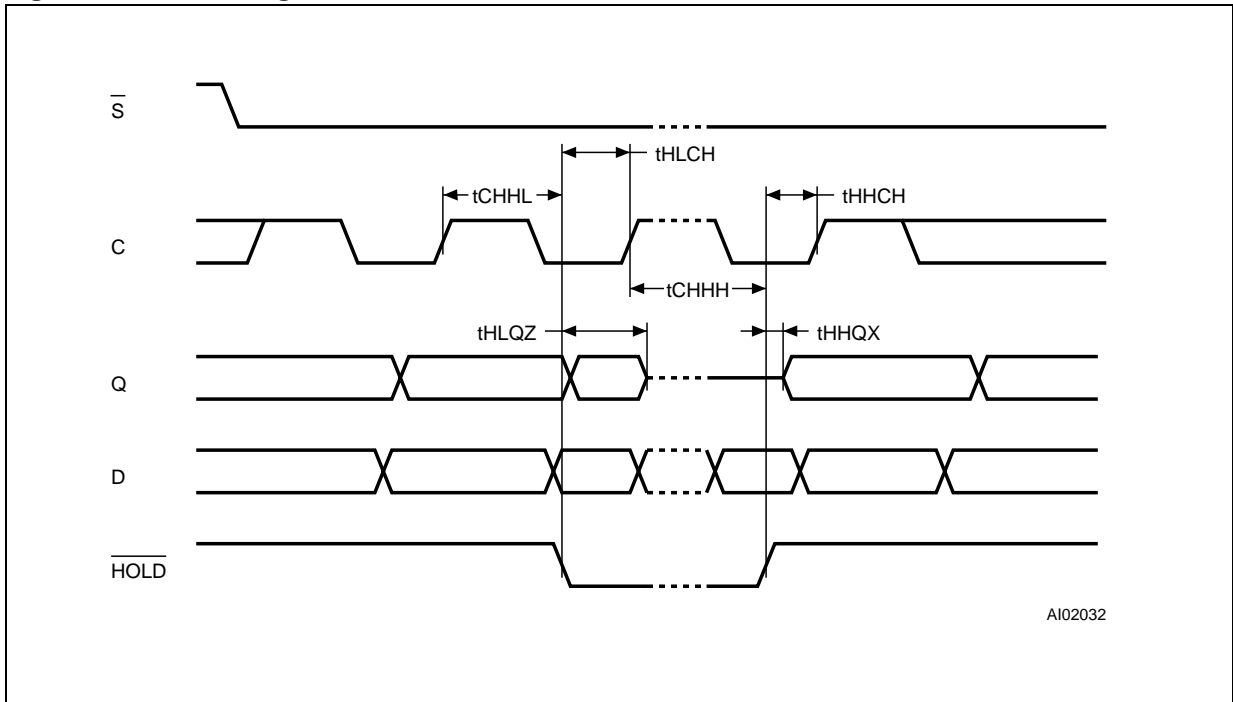 S
tHLCH
tCHHL
tHHCH
C
tCHHH
tHLQZ
tHHQX
Q
D
HOLD
AI02032